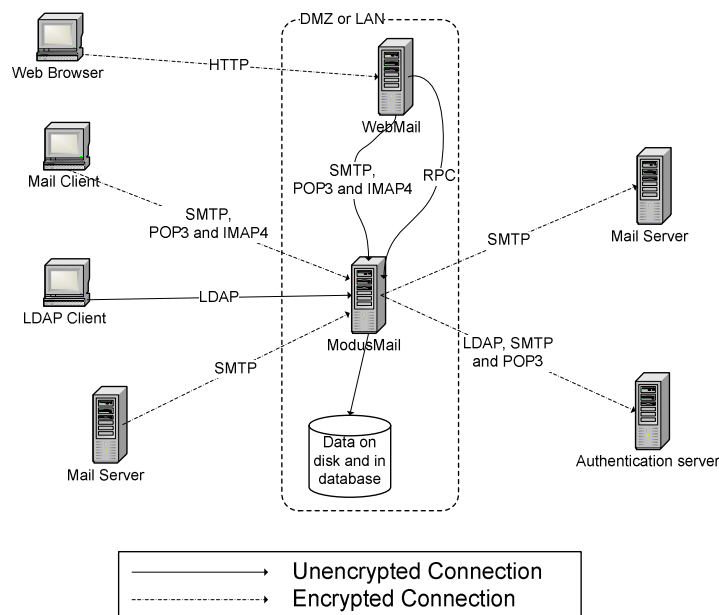 DMZ or LAN
Web Browser
HTTP
WebMail
Mail Client
SMTP,
POP3 and IMAP4
RPC
SMTP,
POP3 and IMAP4
Mail Server
SMTP
LDAP Client
LDAP
ModusMail
LDAP, SMTP
and POP3
SMTP
Mail Server
Data on
disk and in
database
Authentication server
Unencrypted Connection
Encrypted Connection